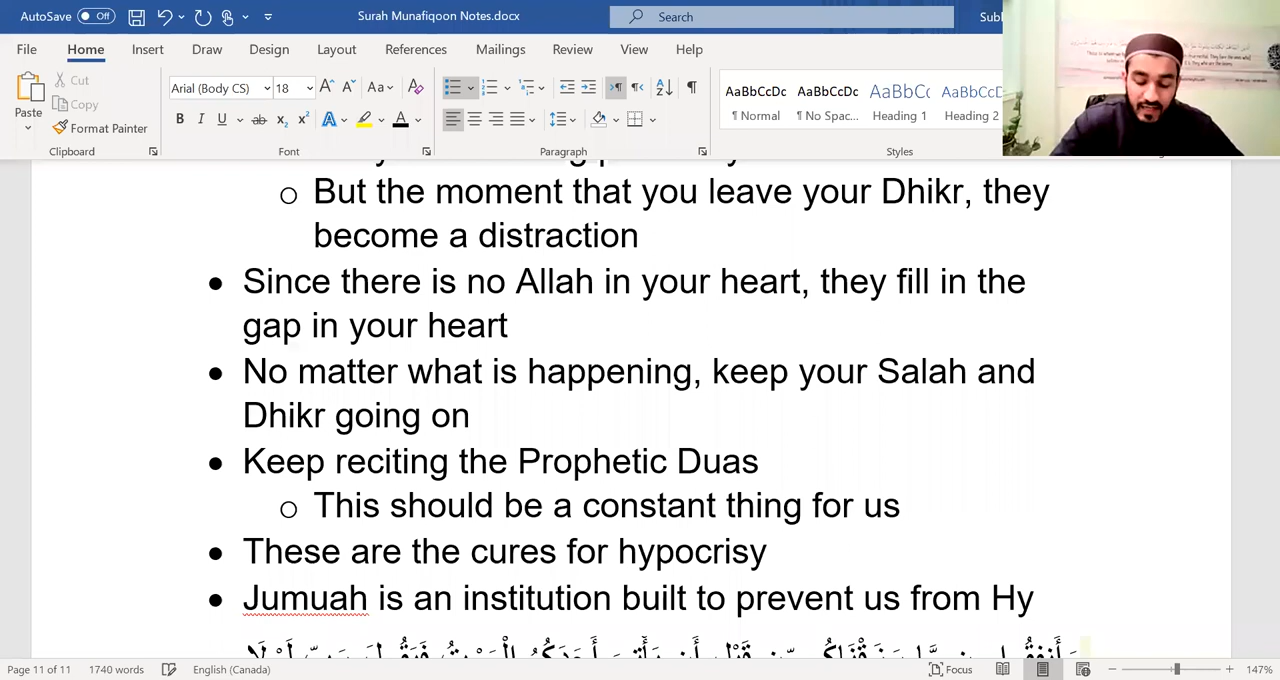 AutoSave Off Surah Munafiqoon Notes.docx Search
File Home Insert Draw Design Layout References Mailings Review View Help
Paste Cut Copy Format Painter
Arial (Body CS) 18
AaBbCcDc AaBbCcDc AaBbCc AaBbCcD
¶ Normal ¶ No Spac... Heading 1 Heading 2
Clipboard Font Paragraph Styles
o But the moment that you leave your Dhikr, they
become a distraction
• Since there is no Allah in your heart, they fill in the
gap in your heart
• No matter what is happening, keep your Salah and
Dhikr going on
• Keep reciting the Prophetic Duas
o This should be a constant thing for us
• These are the cures for hypocrisy
• Jumuah is an institution built to prevent us from Hy
Page 11 of 11 1740 words English (Canada) Focus 147%